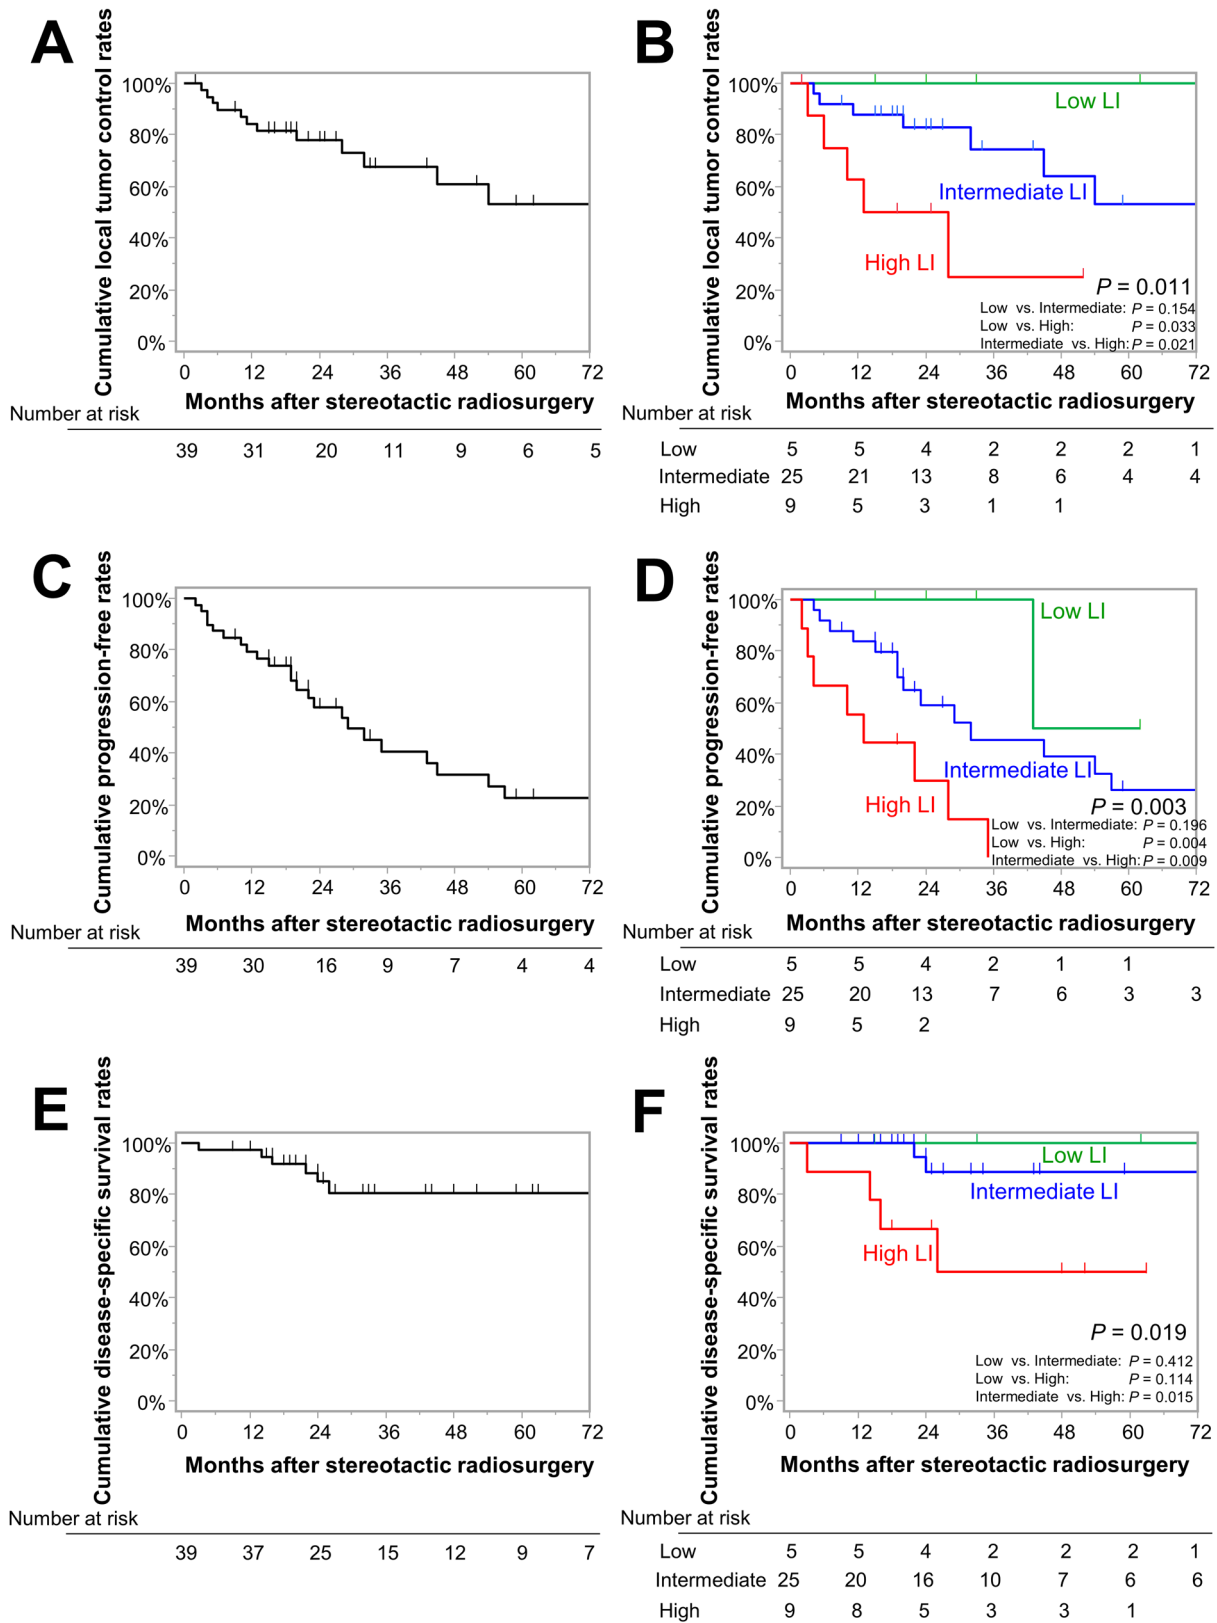 A
Cumulative local tumor control rates
100%
80%
60%
40%
20%
0%
0 12 24 36 48 60 72
Months after stereotactic radiosurgery
Number at risk
39 31 20 11 9 6 5
B
Cumulative local tumor control rates
100%
80%
60%
40%
20%
0%
Low LI
Intermediate LI
High LI
P = 0.011
Low vs. Intermediate: P = 0.154
Low vs. High: P = 0.033
Intermediate vs. High: P = 0.021
0 12 24 36 48 60 72
Months after stereotactic radiosurgery
Number at risk
Low 5 5 4 2 2 2 1
Intermediate 25 21 13 8 6 4 4
High 9 5 3 1 1
C
Cumulative progression-free rates
100%
80%
60%
40%
20%
0%
0 12 24 36 48 60 72
Months after stereotactic radiosurgery
Number at risk
39 30 16 9 7 4 4
D
Cumulative progression-free rates
100%
80%
60%
40%
20%
0%
Low LI
Intermediate LI
High LI
P = 0.003
Low vs. Intermediate: P = 0.196
Low vs. High: P = 0.004
Intermediate vs. High: P = 0.009
0 12 24 36 48 60 72
Months after stereotactic radiosurgery
Number at risk
Low 5 5 4 2 1 1
Intermediate 25 20 13 7 6 3 3
High 9 5 2
E
Cumulative disease-specific survival rates
100%
80%
60%
40%
20%
0%
0 12 24 36 48 60 72
Months after stereotactic radiosurgery
Number at risk
39 37 25 15 12 9 7
F
Cumulative disease-specific survival rates
100%
80%
60%
40%
20%
0%
Low LI
Intermediate LI
High LI
P = 0.019
Low vs. Intermediate: P = 0.412
Low vs. High: P = 0.114
Intermediate vs. High: P = 0.015
0 12 24 36 48 60 72
Months after stereotactic radiosurgery
Number at risk
Low 5 5 4 2 2 2 1
Intermediate 25 20 16 10 7 6 6
High 9 8 5 3 3 1